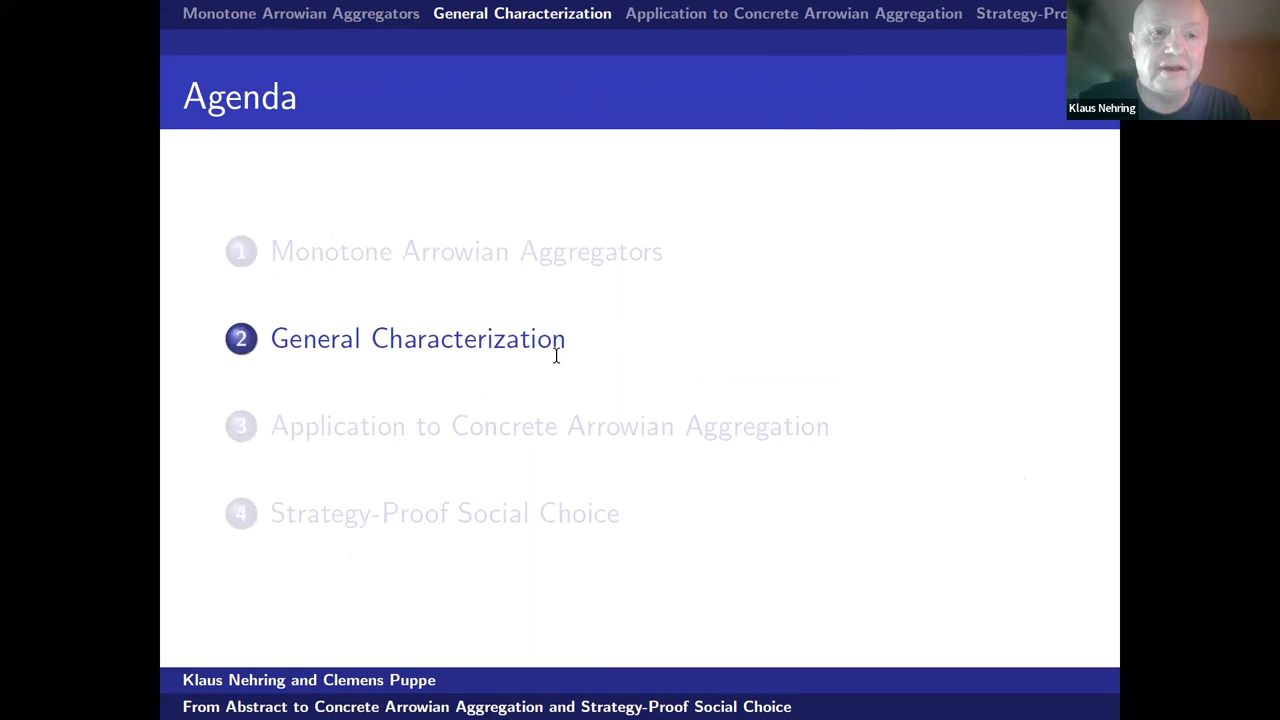 Monotone Arrowian Aggregators General Characterization Application to Concrete Arrowian Aggregation Strategy-Pro
Klaus Nehring
Agenda
1 Monotone Arrowian Aggregators
2 General Characterization
3 Application to Concrete Arrowian Aggregation
4 Strategy-Proof Social Choice
Klaus Nehring and Clemens Puppe
From Abstract to Concrete Arrowian Aggregation and Strategy-Proof Social Choice